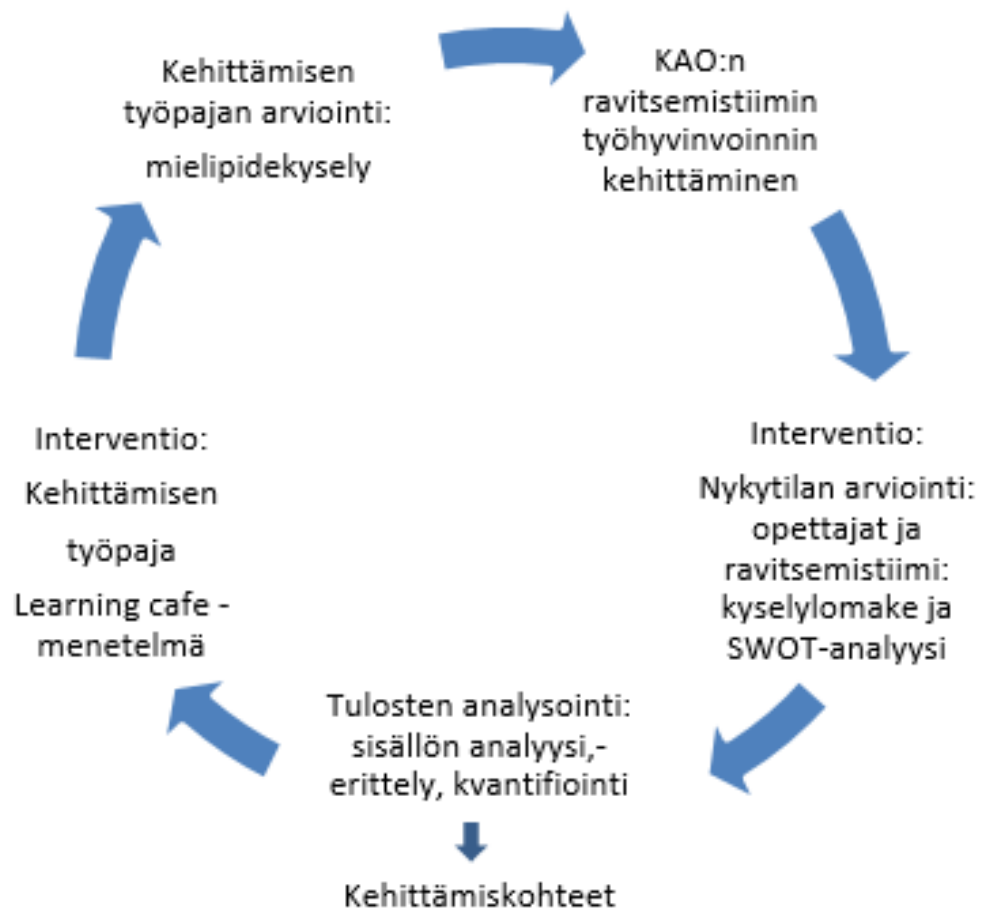 Kehittämisen
työpajan arviointi:
mielipidekysely
KAO:n
ravitsemistiimin
työhyvinvoinnin
kehittäminen
Interventio:
Nykytilan arviointi:
opettajat ja
ravitsemistiimi:
kyselylomake ja
SWOT-analyysi
Tulosten analysointi:
sisällön analyysi,-
erittely, kvantifiointi
Kehittämiskohteet
Interventio:
Kehittämisen
työpaja
Learning cafe -
menetelmä